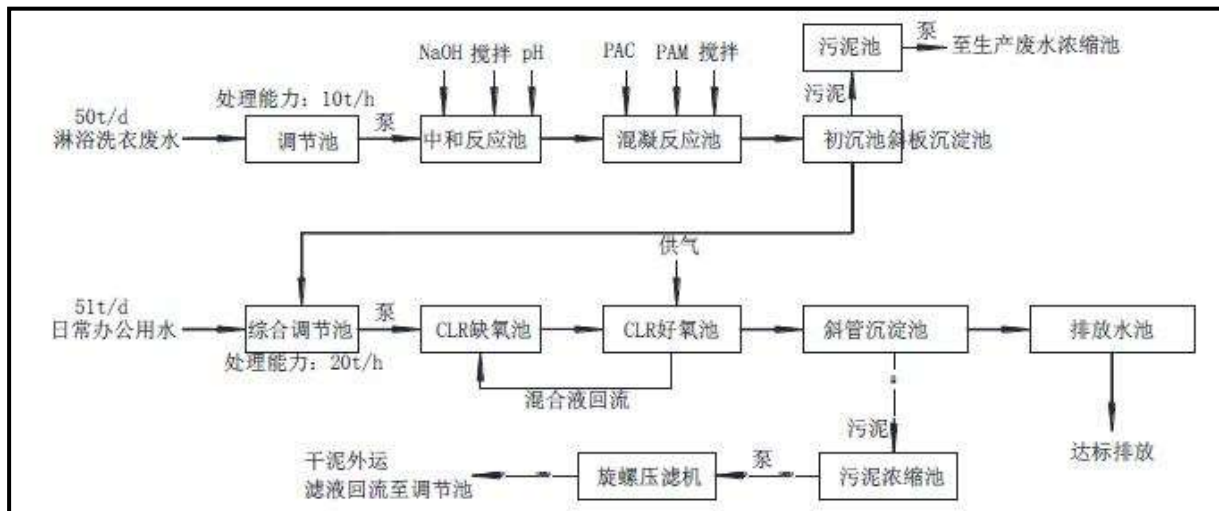 泵
污泥池
至生产废水浓缩池
NaOH 搅拌 pH
PAC
PAM 搅拌
污泥
处理能力：10t/h
50t/d
淋浴洗衣废水
调节池
泵
中和反应池
混凝反应池
初沉池斜板沉淀池
供气
51t/d
日常办公用水
综合调节池
处理能力：20t/h
泵
CLR缺氧池
CLR好氧池
斜管沉淀池
排放水池
混合液回流
污泥
达标排放
干泥外运
滤液回流至调节池
旋螺压滤机
泵
污泥浓缩池